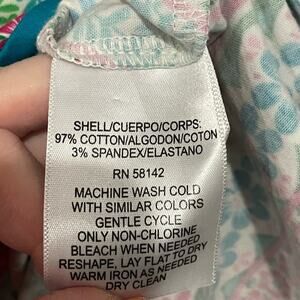 SHELL/CUERPO/CORPS:
97% COTTON/ALGODON/COTON
3% SPANDEX/ELASTANO
RN 58142
MACHINE WASH COLD
WITH SIMILAR COLORS
GENTLE CYCLE
ONLY NON-CHLORINE
BLEACH WHEN NEEDED
RESHAPE, LAY FLAT TO DRY
WARM IRON AS NEEDED
DRY CLEAN